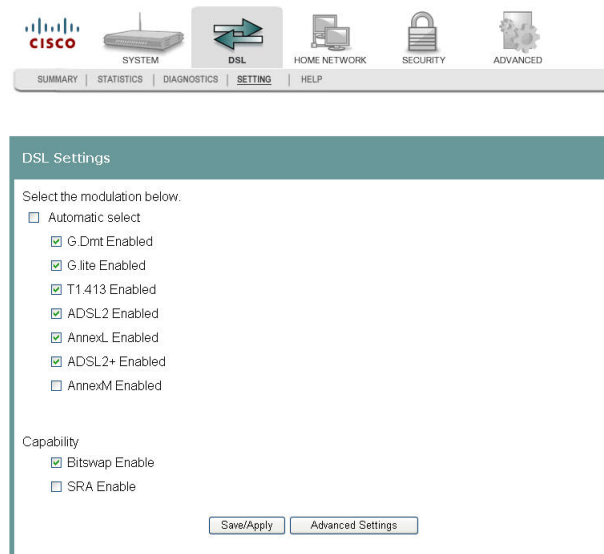 CISCO
SYSTEM DSL HOME NETWORK SECURITY ADVANCED
SUMMARY | STATISTICS | DIAGNOSTICS | SETTING | HELP
DSL Settings
Select the modulation below.
Automatic select
G.Dmt Enabled
G.lite Enabled
T1.413 Enabled
ADSL2 Enabled
AnnexL Enabled
ADSL2+ Enabled
AnnexM Enabled
Capability
Bitswap Enable
SRA Enable
Save/Apply Advanced Settings